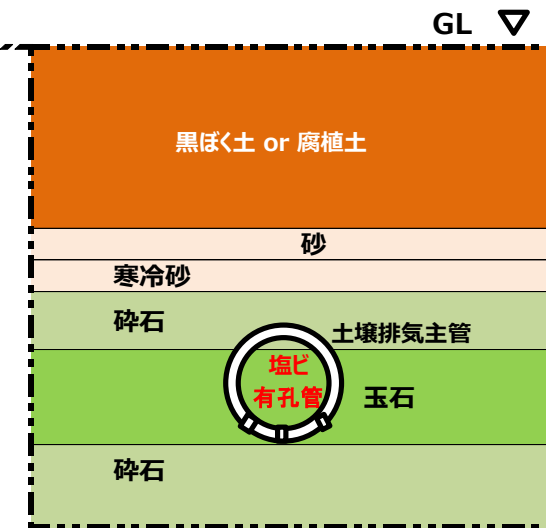 GL
黒ぼく土 or 腐植土
砂
寒冷砂
砕石
土壌排気主管
塩ビ
有孔管
玉石
砕石